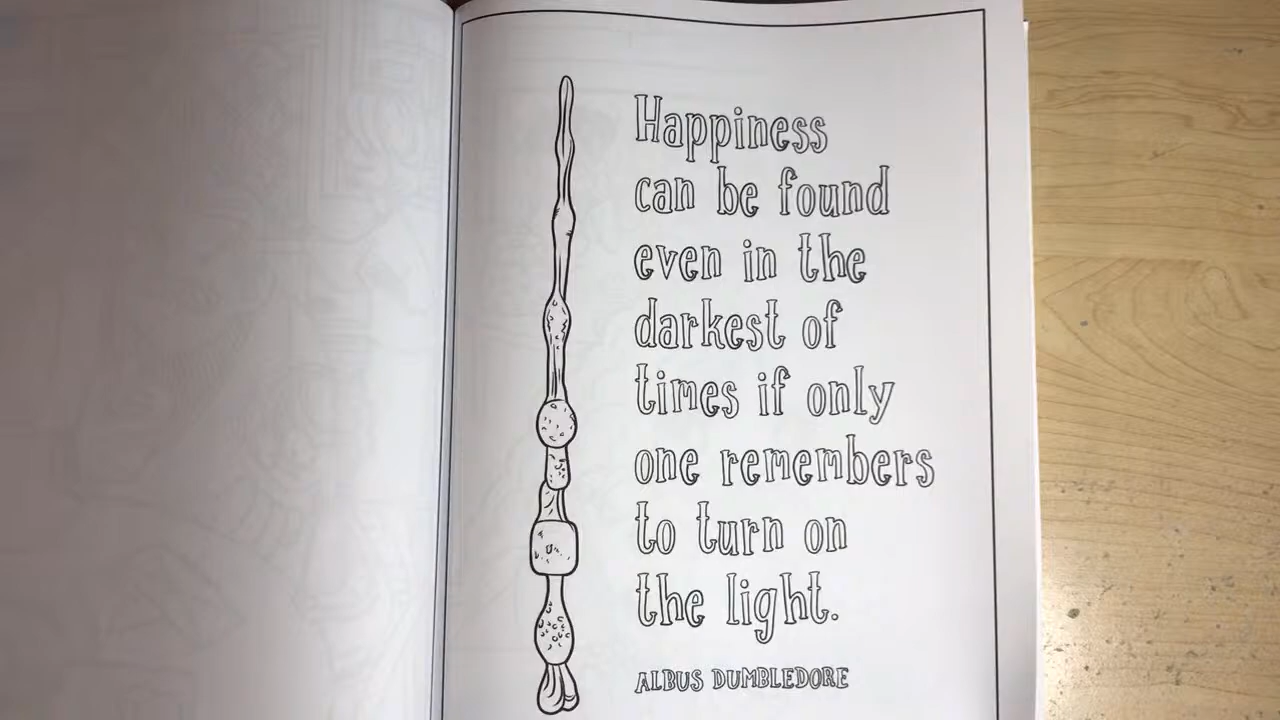 Happiness
can be found
even in the
darkest of
times if only
one remembers
to turn on
the light.
ALBUS DUMBLEDORE